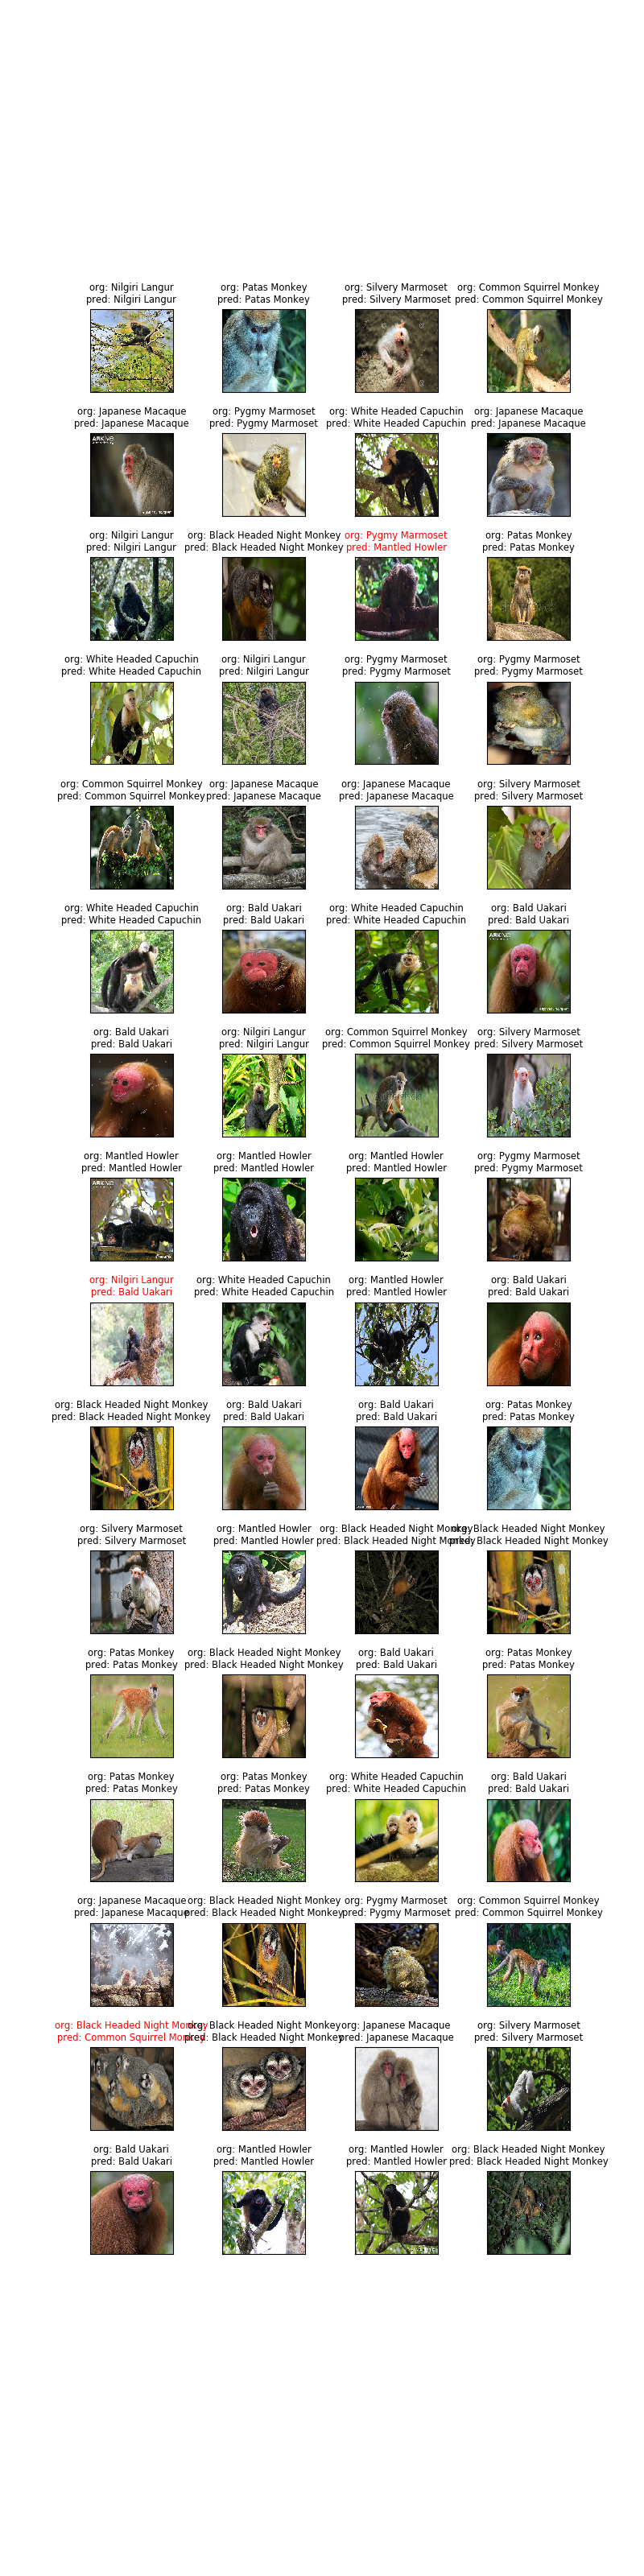 org: Nilgiri Langur
pred: Nilgiri Langur
org: Patas Monkey
pred: Patas Monkey
org: Silvery Marmoset
pred: Silvery Marmoset
org: Common Squirrel Monkey
pred: Common Squirrel Monkey
org: Japanese Macaque
pred: Japanese Macaque
org: Pygmy Marmoset
pred: Pygmy Marmoset
org: White Headed Capuchin
pred: White Headed Capuchin
org: Japanese Macaque
pred: Japanese Macaque
ARKive
org: Nilgiri Langur
pred: Nilgiri Langur
org: Black Headed Night Monkey
pred: Black Headed Night Monkey
org: Pygmy Marmoset
pred: Mantled Howler
org: Patas Monkey
pred: Patas Monkey
org: White Headed Capuchin
pred: White Headed Capuchin
org: Nilgiri Langur
pred: Nilgiri Langur
org: Pygmy Marmoset
pred: Pygmy Marmoset
org: Pygmy Marmoset
pred: Pygmy Marmoset
org: Common Squirrel Monkey
pred: Common Squirrel Monkey
org: Japanese Macaque
pred: Japanese Macaque
org: Japanese Macaque
pred: Japanese Macaque
org: Silvery Marmoset
pred: Silvery Marmoset
org: White Headed Capuchin
pred: White Headed Capuchin
org: Bald Uakari
pred: Bald Uakari
org: White Headed Capuchin
pred: White Headed Capuchin
org: Bald Uakari
pred: Bald Uakari
ARKive
org: Bald Uakari
pred: Bald Uakari
org: Nilgiri Langur
pred: Nilgiri Langur
org: Common Squirrel Monkey
pred: Common Squirrel Monkey
org: Silvery Marmoset
pred: Silvery Marmoset
org: Mantled Howler
pred: Mantled Howler
org: Mantled Howler
pred: Mantled Howler
org: Mantled Howler
pred: Mantled Howler
org: Pygmy Marmoset
pred: Pygmy Marmoset
ARKive
org: Nilgiri Langur
pred: Bald Uakari
org: White Headed Capuchin
pred: White Headed Capuchin
org: Mantled Howler
pred: Mantled Howler
org: Bald Uakari
pred: Bald Uakari
org: Black Headed Night Monkey
pred: Black Headed Night Monkey
org: Bald Uakari
pred: Bald Uakari
org: Bald Uakari
pred: Bald Uakari
org: Patas Monkey
pred: Patas Monkey
org: Silvery Marmoset
pred: Silvery Marmoset
org: Mantled Howler
pred: Mantled Howler
org: Black Headed Night Monkey
pred: Black Headed Night Monkey
org: Black Headed Night Monkey
pred: Black Headed Night Monkey
org: Patas Monkey
pred: Patas Monkey
org: Black Headed Night Monkey
pred: Black Headed Night Monkey
org: Bald Uakari
pred: Bald Uakari
org: Patas Monkey
pred: Patas Monkey
org: Patas Monkey
pred: Patas Monkey
org: Patas Monkey
pred: Patas Monkey
org: White Headed Capuchin
pred: White Headed Capuchin
org: Bald Uakari
pred: Bald Uakari
org: Japanese Macaque
pred: Japanese Macaque
org: Black Headed Night Monkey
pred: Black Headed Night Monkey
org: Pygmy Marmoset
pred: Pygmy Marmoset
org: Common Squirrel Monkey
pred: Common Squirrel Monkey
org: Black Headed Night Monkey
pred: Common Squirrel Monkey
org: Black Headed Night Monkey
pred: Black Headed Night Monkey
org: Japanese Macaque
pred: Japanese Macaque
org: Silvery Marmoset
pred: Silvery Marmoset
org: Bald Uakari
pred: Bald Uakari
org: Mantled Howler
pred: Mantled Howler
org: Mantled Howler
pred: Mantled Howler
org: Black Headed Night Monkey
pred: Black Headed Night Monkey